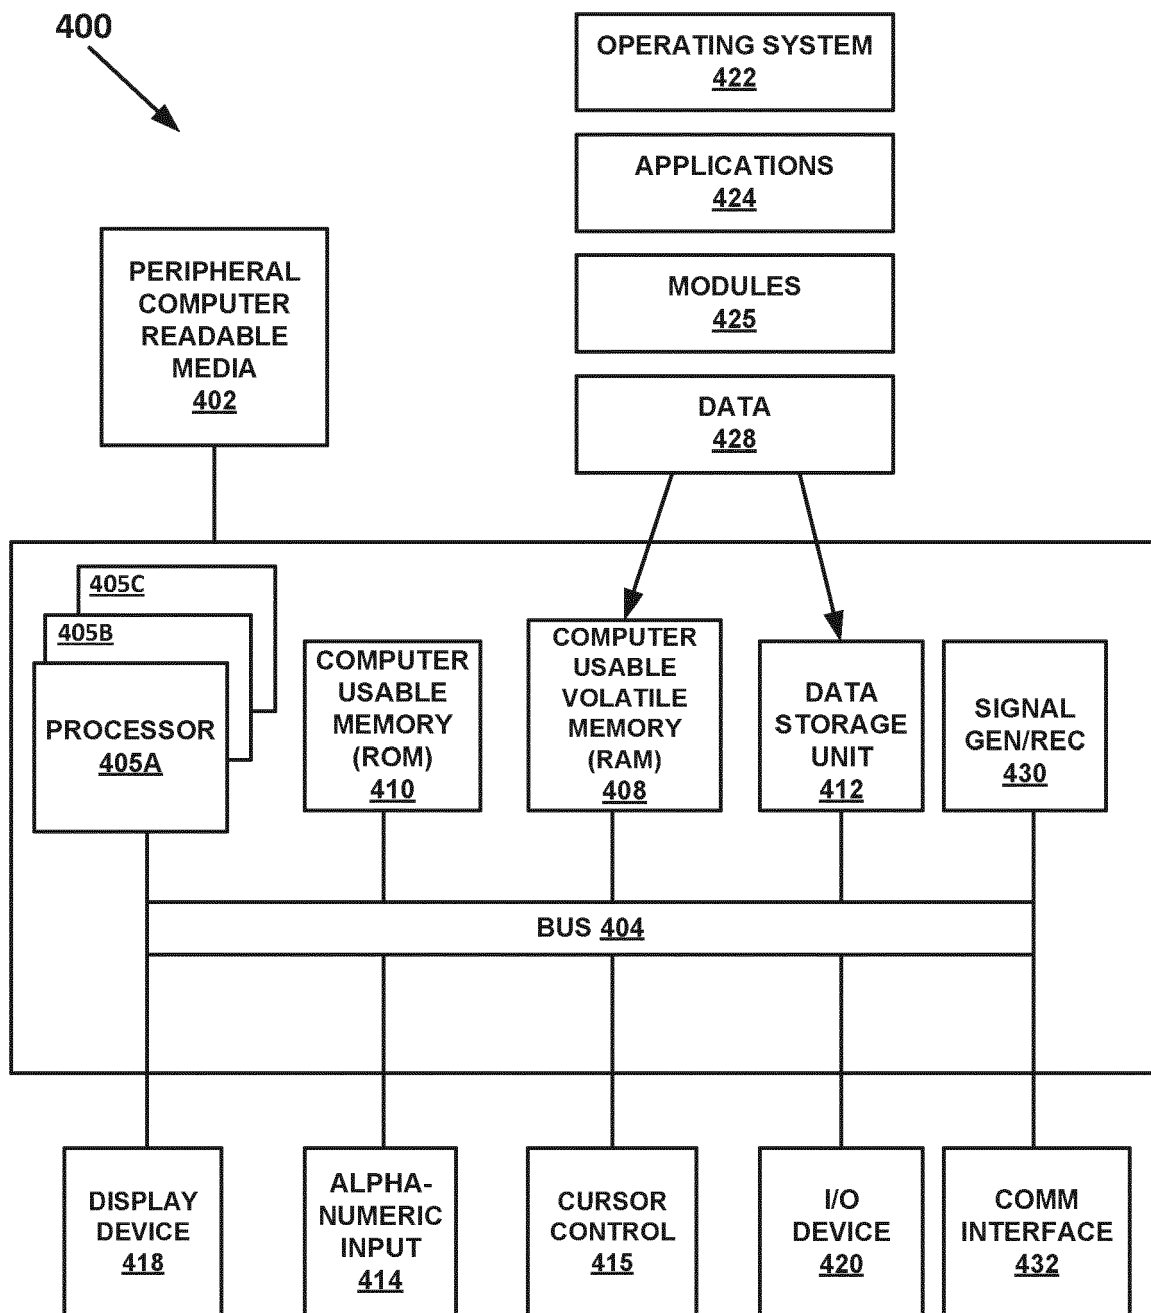 400
OPERATING SYSTEM
422
APPLICATIONS
424
MODULES
425
DATA
428
PERIPHERAL
COMPUTER
READABLE
MEDIA
402
405C
405B
PROCESSOR
405A
COMPUTER
USABLE
MEMORY
(ROM)
410
COMPUTER
USABLE
VOLATILE
MEMORY
(RAM)
408
DATA
STORAGE
UNIT
412
SIGNAL
GEN/REC
430
BUS 404
DISPLAY
DEVICE
418
ALPHA-
NUMERIC
INPUT
414
CURSOR
CONTROL
415
I/O
DEVICE
420
COMM
INTERFACE
432